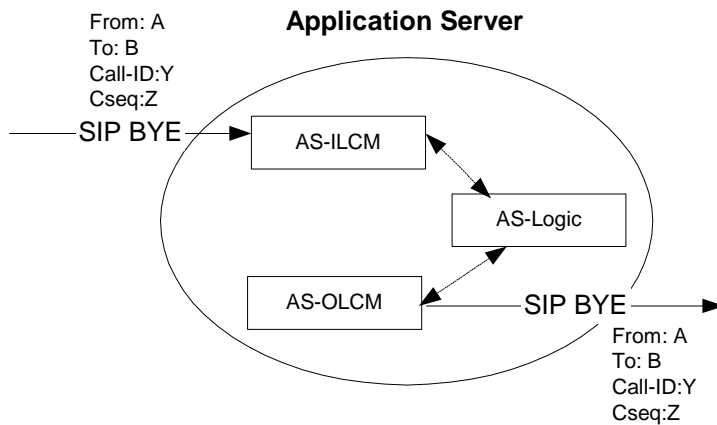 From: A
To: B
Call-ID:Y
Cseq:Z
Application Server
SIP BYE
AS-ILCM
AS-Logic
AS-OLCM
SIP BYE
From: A
To: B
Call-ID:Y
Cseq:Z